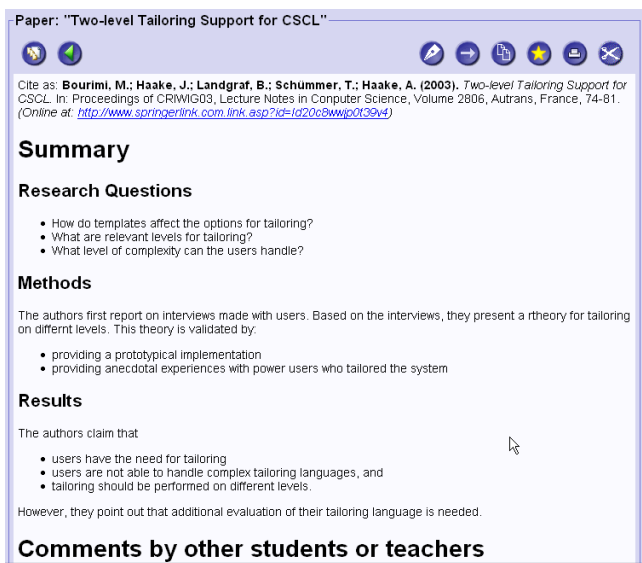 Paper: "Two-level Tailoring Support for CSCL"
Cite as: Bourimi, M.; Haake, J.; Landgraf, B.; Schümmer, T.; Haake, A. (2003). Two-level Tailoring Support for
CSCL. In: Proceedings of CRIWIG03, Lecture Notes in Computer Science, Volume 2806, Autrans, France, 74-81.
(Online at: http://www.springerlink.com.link.asp?id=ld20c8wwjp0t39v4)
Summary
Research Questions
• How do templates affect the options for tailoring?
• What are relevant levels for tailoring?
• What level of complexity can the users handle?
Methods
The authors first report on interviews made with users. Based on the interviews, they present a rtheory for tailoring
on differnt levels. This theory is validated by:
• providing a prototypical implementation
• providing anecdotal experiences with power users who tailored the system
Results
The authors claim that
• users have the need for tailoring
• users are not able to handle complex tailoring languages, and
• tailoring should be performed on different levels.
However, they point out that additional evaluation of their tailoring language is needed.
Comments by other students or teachers